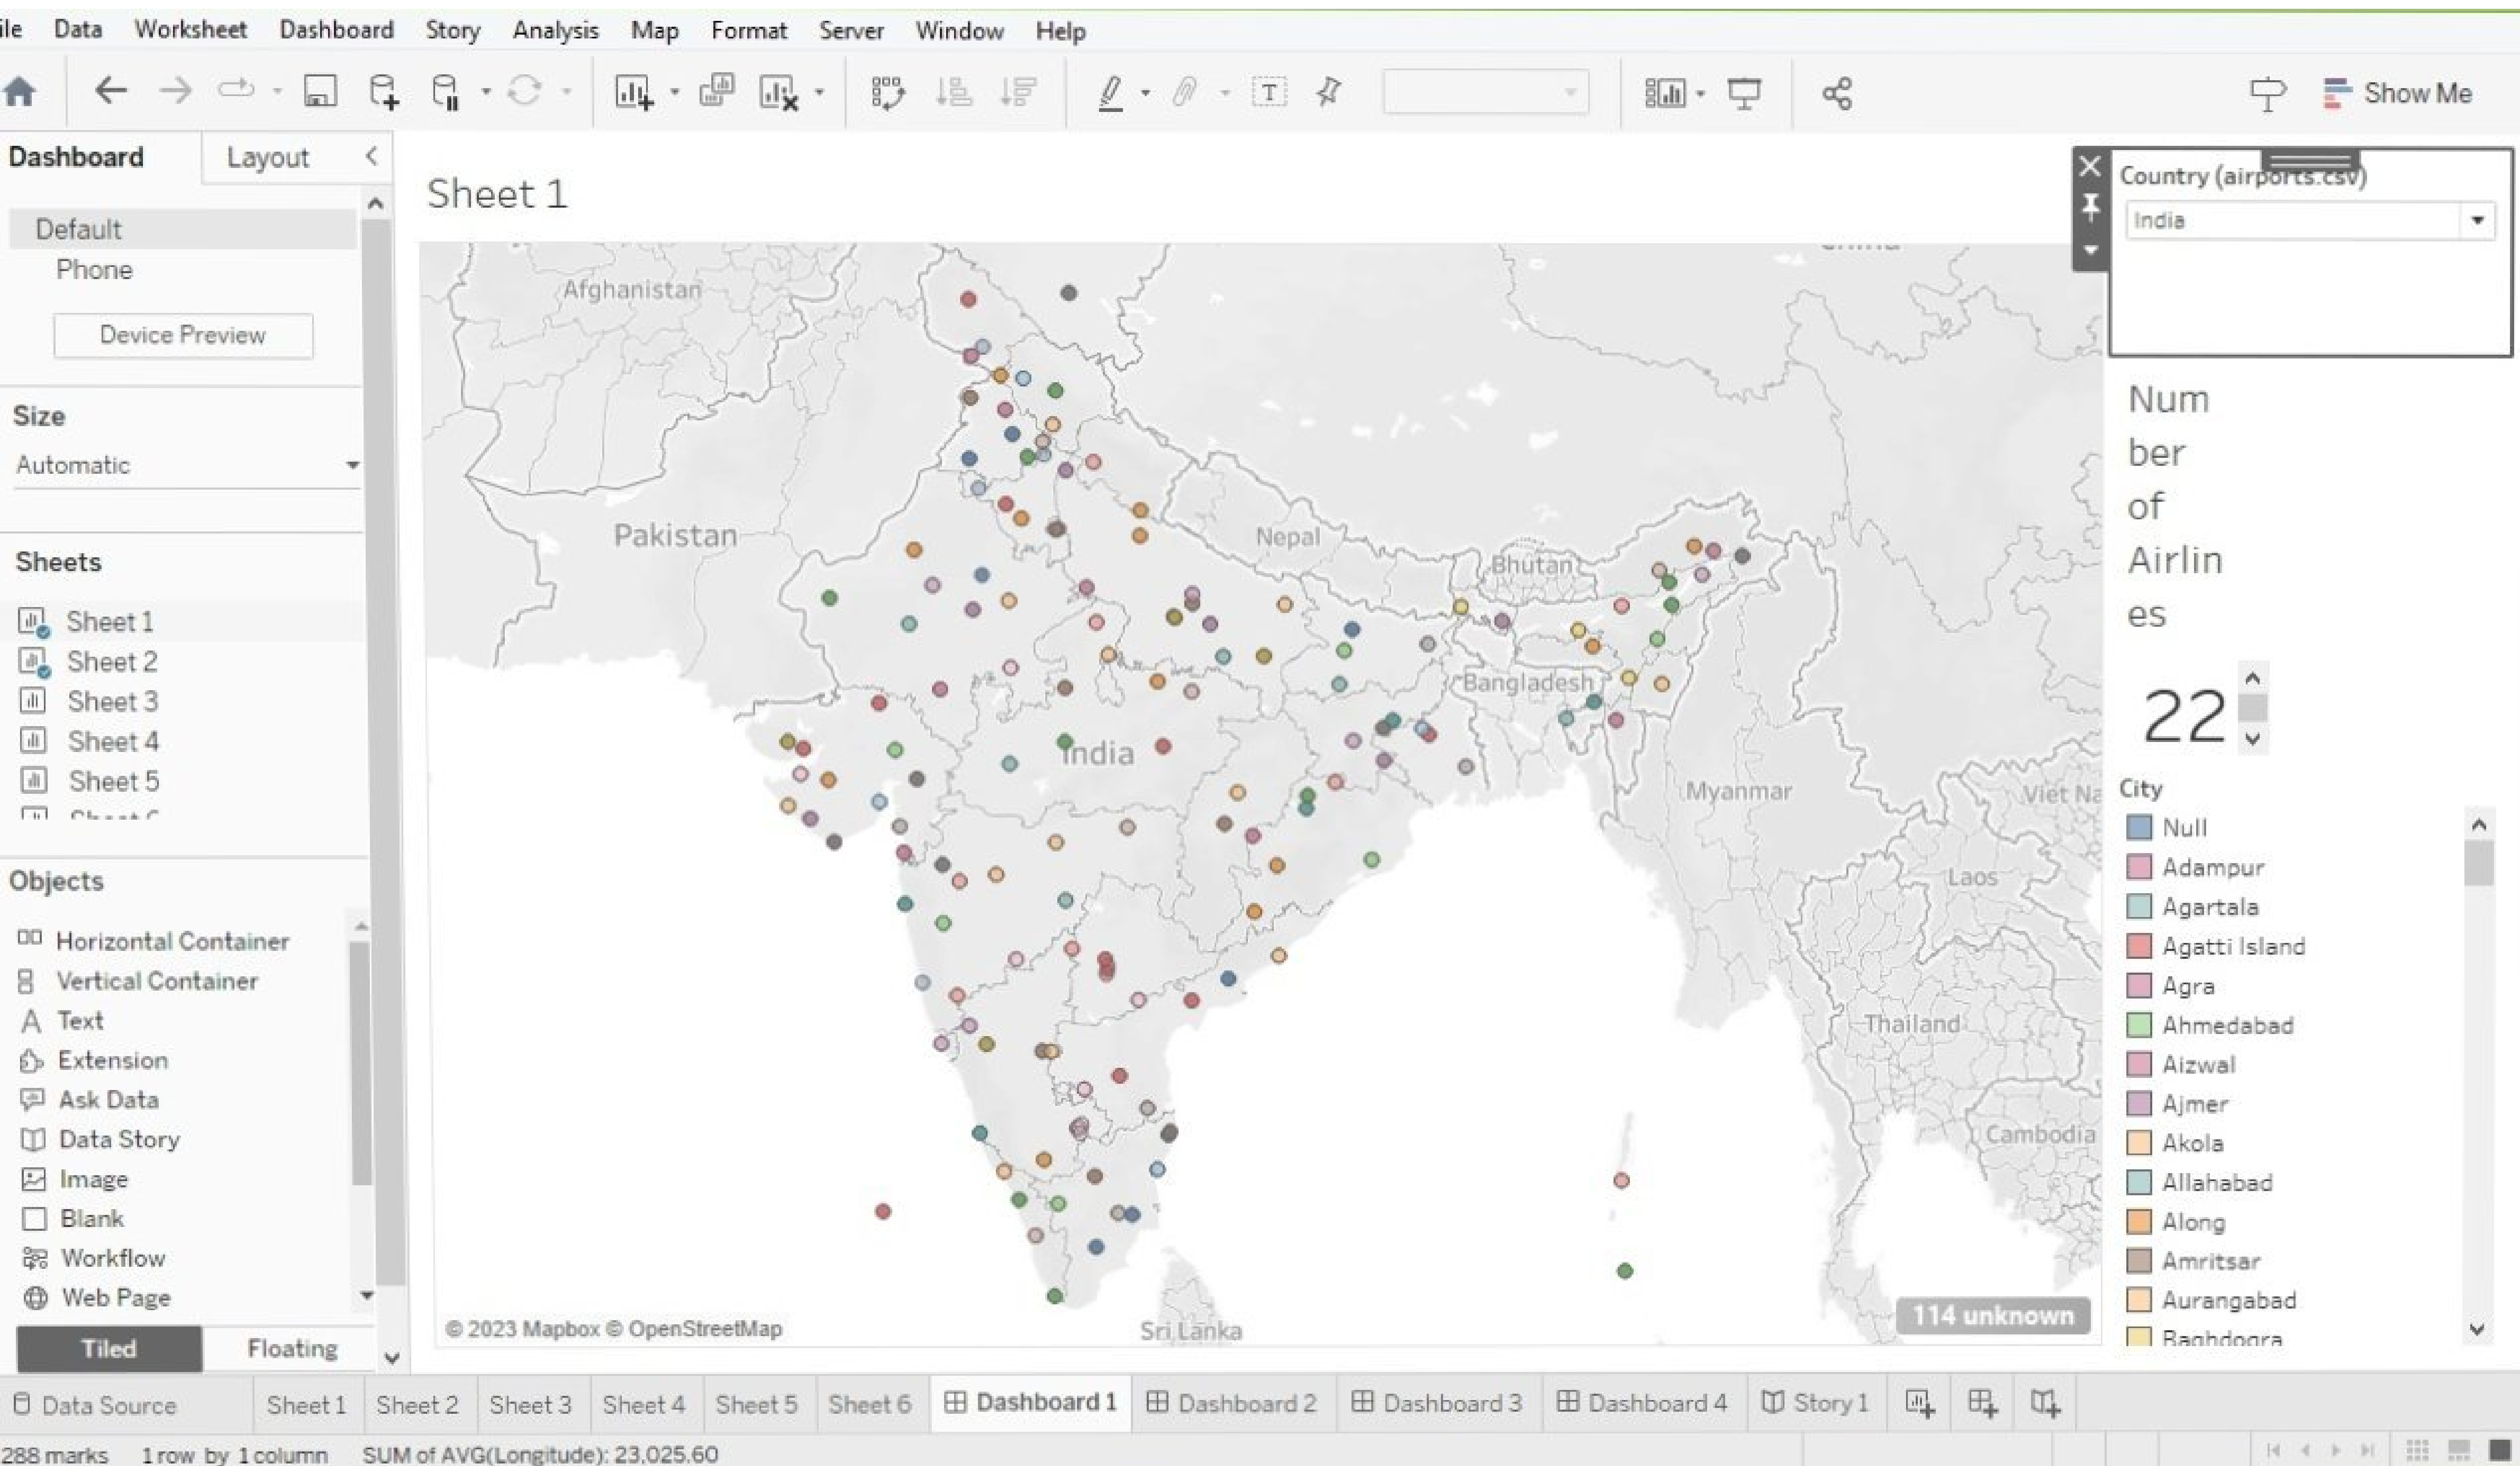 ile Data Worksheet Dashboard Story Analysis Map Format Server Window Help
Show Me
Dashboard Layout
Default
Phone
Device Preview
Size
Automatic
Sheets
Sheet 1
Sheet 2
Sheet 3
Sheet 4
Sheet 5
Objects
Horizontal Container
Vertical Container
Text
Extension
Ask Data
Data Story
Image
Blank
Workflow
Web Page
Tiled Floating
Sheet 1
Afghanistan
Pakistan
Nepal
Bhutan
Bangladesh
India
Myanmar
Viet Na
Laos
Thailand
Cambodia
Sri Lanka
114 unknown
© 2023 Mapbox © OpenStreetMap
Country (airports.csv)
India
Num
ber
of
Airlin
es
22
City
Null
Adampur
Agartala
Agatti Island
Agra
Ahmedabad
Aizwal
Ajmer
Akola
Allahabad
Along
Amritsar
Aurangabad
Baghdogra
Data Source Sheet 1 Sheet 2 Sheet 3 Sheet 4 Sheet 5 Sheet 6 Dashboard 1 Dashboard 2 Dashboard 3 Dashboard 4 Story 1
288 marks 1 row by 1 column SUM of AVG(Longitude): 23,025.60